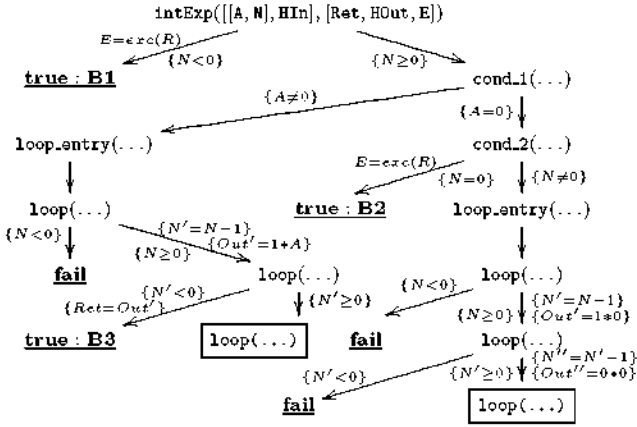 intExp([[A, N], HIn], [Ret, HOut, E])
E=exc(R)
{N<0}
{N≥0}
true : B1
cond_1(...)
{A≠0}
{A=0}
loop_entry(...)
cond_2(...)
E=exc(R)
{N=0}
{N≠0}
loop(...)
true : B2
loop_entry(...)
{N<0}
{N'=N-1}
{N≥0}
{Out'=1*A}
fail
loop(...)
loop(...)
{N'<0}
{N'≥0}
{N<0}
{N'=N-1}
{Ret=Out'}
{N≥0}
{Out'=1*0}
true : B3
loop(...)
fail
loop(...)
{N''=N'-1}
{N'<0}
{N'≥0}
{Out''=0*0}
fail
loop(...)